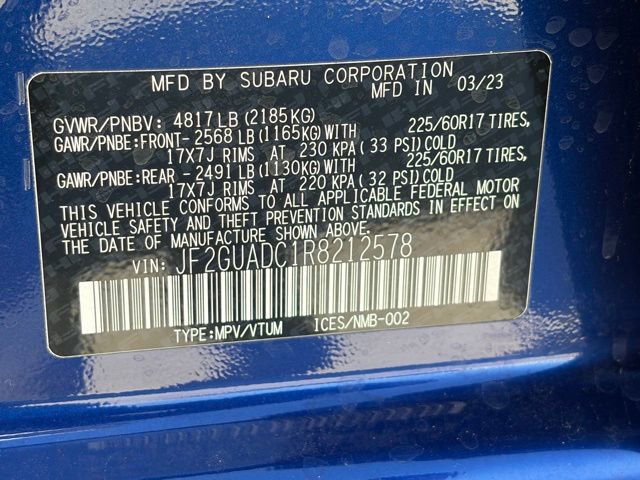 MFD BY SUBARU CORPORATION
MFD IN 03/23
GVWR/PNBV: 4817 LB (2185 KG)
GAWR/PNBE:FRONT-2568 LB (1165KG) WITH 225/60R17 TIRES,
17X7J RIMS AT 230 KPA (33 PSI) COLD
GAWR/PNBE:REAR -2491 LB (1130KG) WITH 225/60R17 TIRES,
17X7J RIMS AT 220 KPA (32 PSI) COLD
THIS VEHICLE CONFORMS TO ALL APPLICABLE FEDERAL MOTOR
VEHICLE SAFETY AND THEFT PREVENTION STANDARDS IN EFFECT ON
THE DATE OF MANUFACTURE SHOWN ABOVE.
VIN: JF2GUADC1R8212578
TYPE:MPV/VTUM ICES/NMB-002